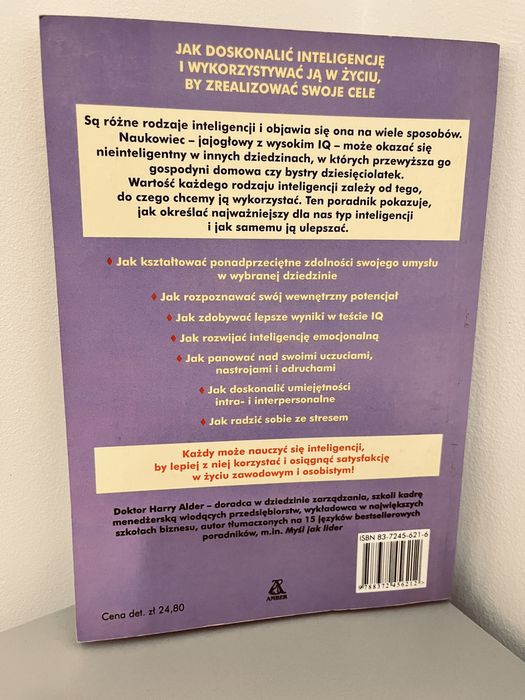 JAK DOSKONALIĆ INTELIGENCJĘ
I WYKORZYSTYWAĆ JĄ W ŻYCIU,
BY ZREALIZOWAĆ SWOJE CELE
Są różne rodzaje inteligencji i objawia się ona na wiele sposobów.
Naukowiec – jajogłowy z wysokim IQ – może okazać się
nieinteligentny w innych dziedzinach, w których przewyższa go
gospodyni domowa czy bystry dziesięciolatek.
Wartość każdego rodzaju inteligencji zależy od tego,
do czego chcemy ją wykorzystać. Ten poradnik pokazuje,
jak określać najważniejszy dla nas typ inteligencji
i jak samemu ją ulepszać.
♦ Jak kształtować ponadprzeciętne zdolności swojego umysłu
w wybranej dziedzinie
♦ Jak rozpoznawać swój wewnętrzny potencjał
♦ Jak zdobywać lepsze wyniki w teście IQ
♦ Jak rozwijać inteligencję emocjonalną
♦ Jak panować nad swoimi uczuciami,
nastrojami i odruchami
♦ Jak doskonalić umiejętności
intra- i interpersonalne
♦ Jak radzić sobie ze stresem
Każdy może nauczyć się inteligencji,
by lepiej z niej korzystać i osiągnąć satysfakcję
w życiu zawodowym i osobistym!
Doktor Harry Alder – doradca w dziedzinie zarządzania, szkoli kadrę
menedżerską wiodących przedsiębiorstw, wykładowca w największych
szkołach biznesu, autor tłumaczonych na 15 języków bestsellerowych
poradników, m.in. Myśl jak lider
ISBN 83-7245-621-6
9 788372 456212 >
AMBER
Cena det. zł 24,80